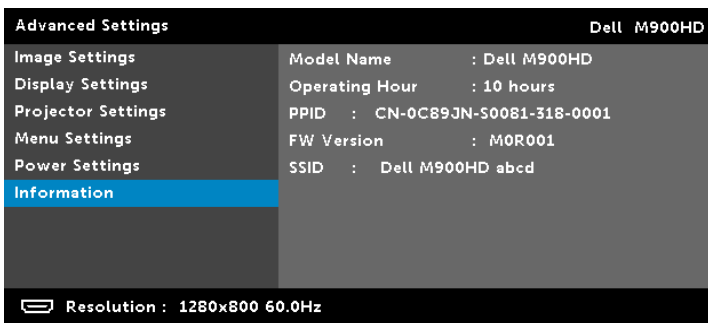 Advanced Settings Dell M900HD
Image Settings
Display Settings
Projector Settings
Menu Settings
Power Settings
Information
Model Name : Dell M900HD
Operating Hour : 10 hours
PPID : CN-0C89JN-S0081-318-0001
FW Version : M0R001
SSID : Dell M900HD abcd
Resolution : 1280x800 60.0Hz